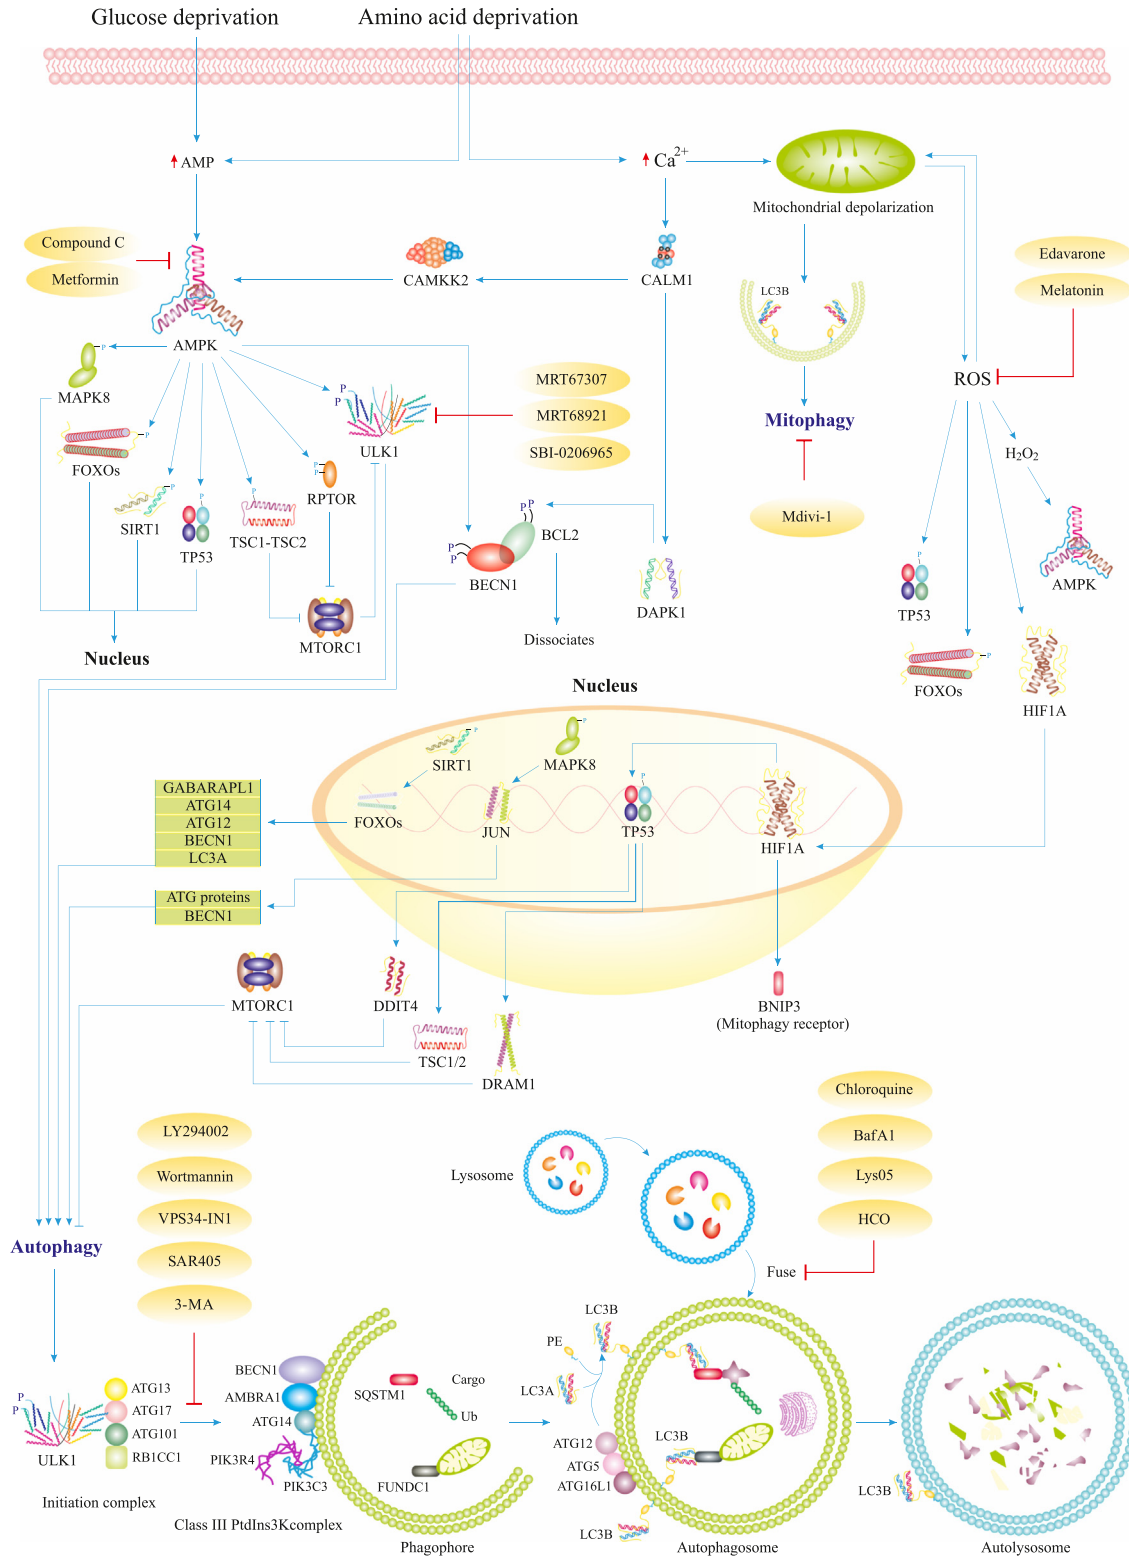 Glucose deprivation
Amino acid deprivation
AMP
Ca2+
Mitochondrial depolarization
Compound C
Metformin
CAMKK2
CALM1
LC3B
Edavarone
Melatonin
AMPK
P
MAPK8
P
P
ULK1
MRT67307
MRT68921
SBI-0206965
ROS
Mitophagy
H2O2
P
FOXOs
P
SIRT1
P
TP53
P
TSC1-TSC2
P
P
RPTOR
Mdivi-1
P
P
BCL2
P
P
BECN1
DAPK1
AMPK
P
TP53
MTORC1
Dissociates
Nucleus
P
FOXOs
HIF1A
Nucleus
P
SIRT1
P
MAPK8
P
FOXOs
JUN
TP53
HIF1A
GABARAPL1
ATG14
ATG12
BECN1
LC3A
ATG proteins
BECN1
MTORC1
DDIT4
TSC1/2
DRAM1
BNIP3
(Mitophagy receptor)
LY294002
Wortmannin
VPS34-IN1
SAR405
3-MA
Chloroquine
BafA1
Lys05
HCO
Lysosome
Fuse
Autophagy
P
ULK1
ATG13
ATG17
ATG101
RB1CC1
Initiation complex
BECN1
AMBRA1
ATG14
PIK3R4
PIK3C3
Class III PtdIns3Kcomplex
SQSTM1
Cargo
Ub
FUNDC1
Phagophore
LC3B
PE
LC3A
ATG12
ATG5
ATG16L1
LC3B
LC3B
Autophagosome
LC3B
Autolysosome